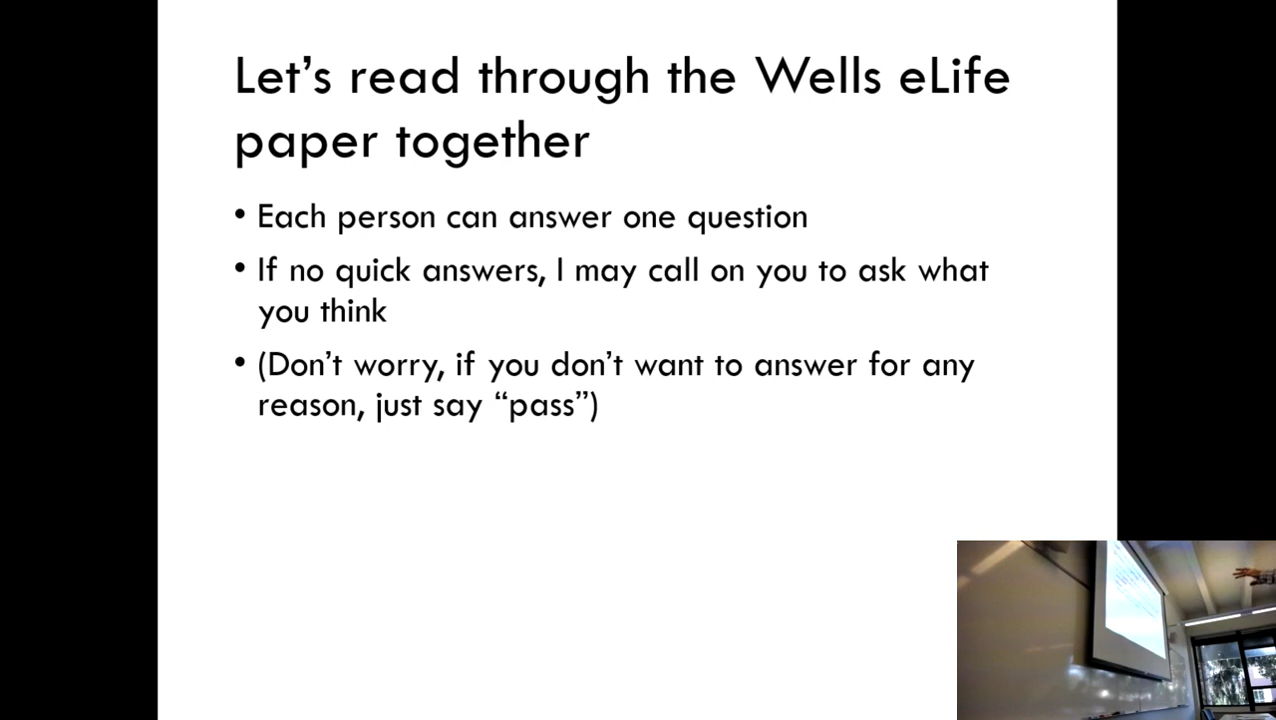 Let’s read through the Wells eLife
paper together
• Each person can answer one question
• If no quick answers, I may call on you to ask what
you think
• (Don’t worry, if you don’t want to answer for any
reason, just say “pass”)